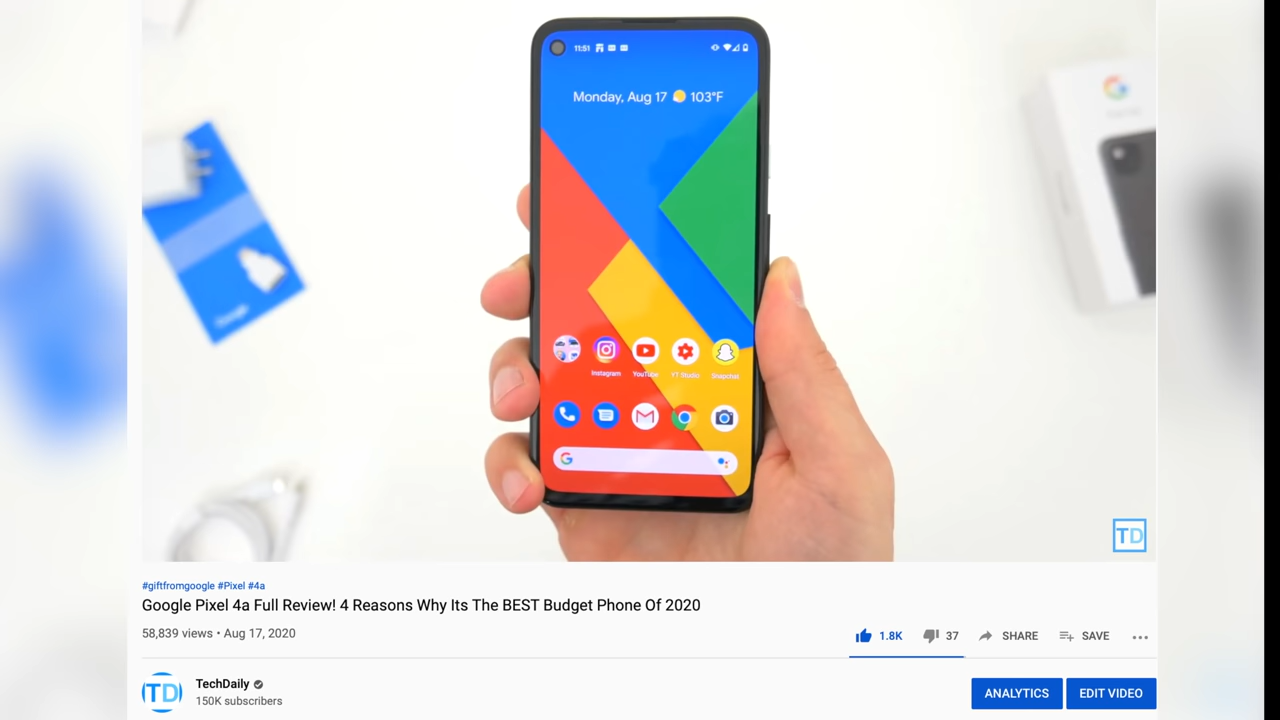 11:51
Monday, Aug 17 103°F
Instagram YouTube YT Studio Snapchat
Google
TD
#giftfromgoogle #Pixel #4a
Google Pixel 4a Full Review! 4 Reasons Why Its The BEST Budget Phone Of 2020
58,839 views • Aug 17, 2020
1.8K 37 SHARE SAVE
TD
TechDaily
150K subscribers
ANALYTICS EDIT VIDEO